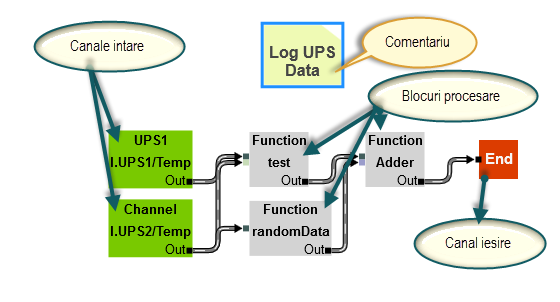 Canale intare
Log UPS
Data
Comentariu
Blocuri procesare
UPS1
I.UPS1/Temp
Out
Function
test
Out
Function
Adder
Out
End
Channel
I.UPS2/Temp
Out
Function
randomData
Out
Canal iesire